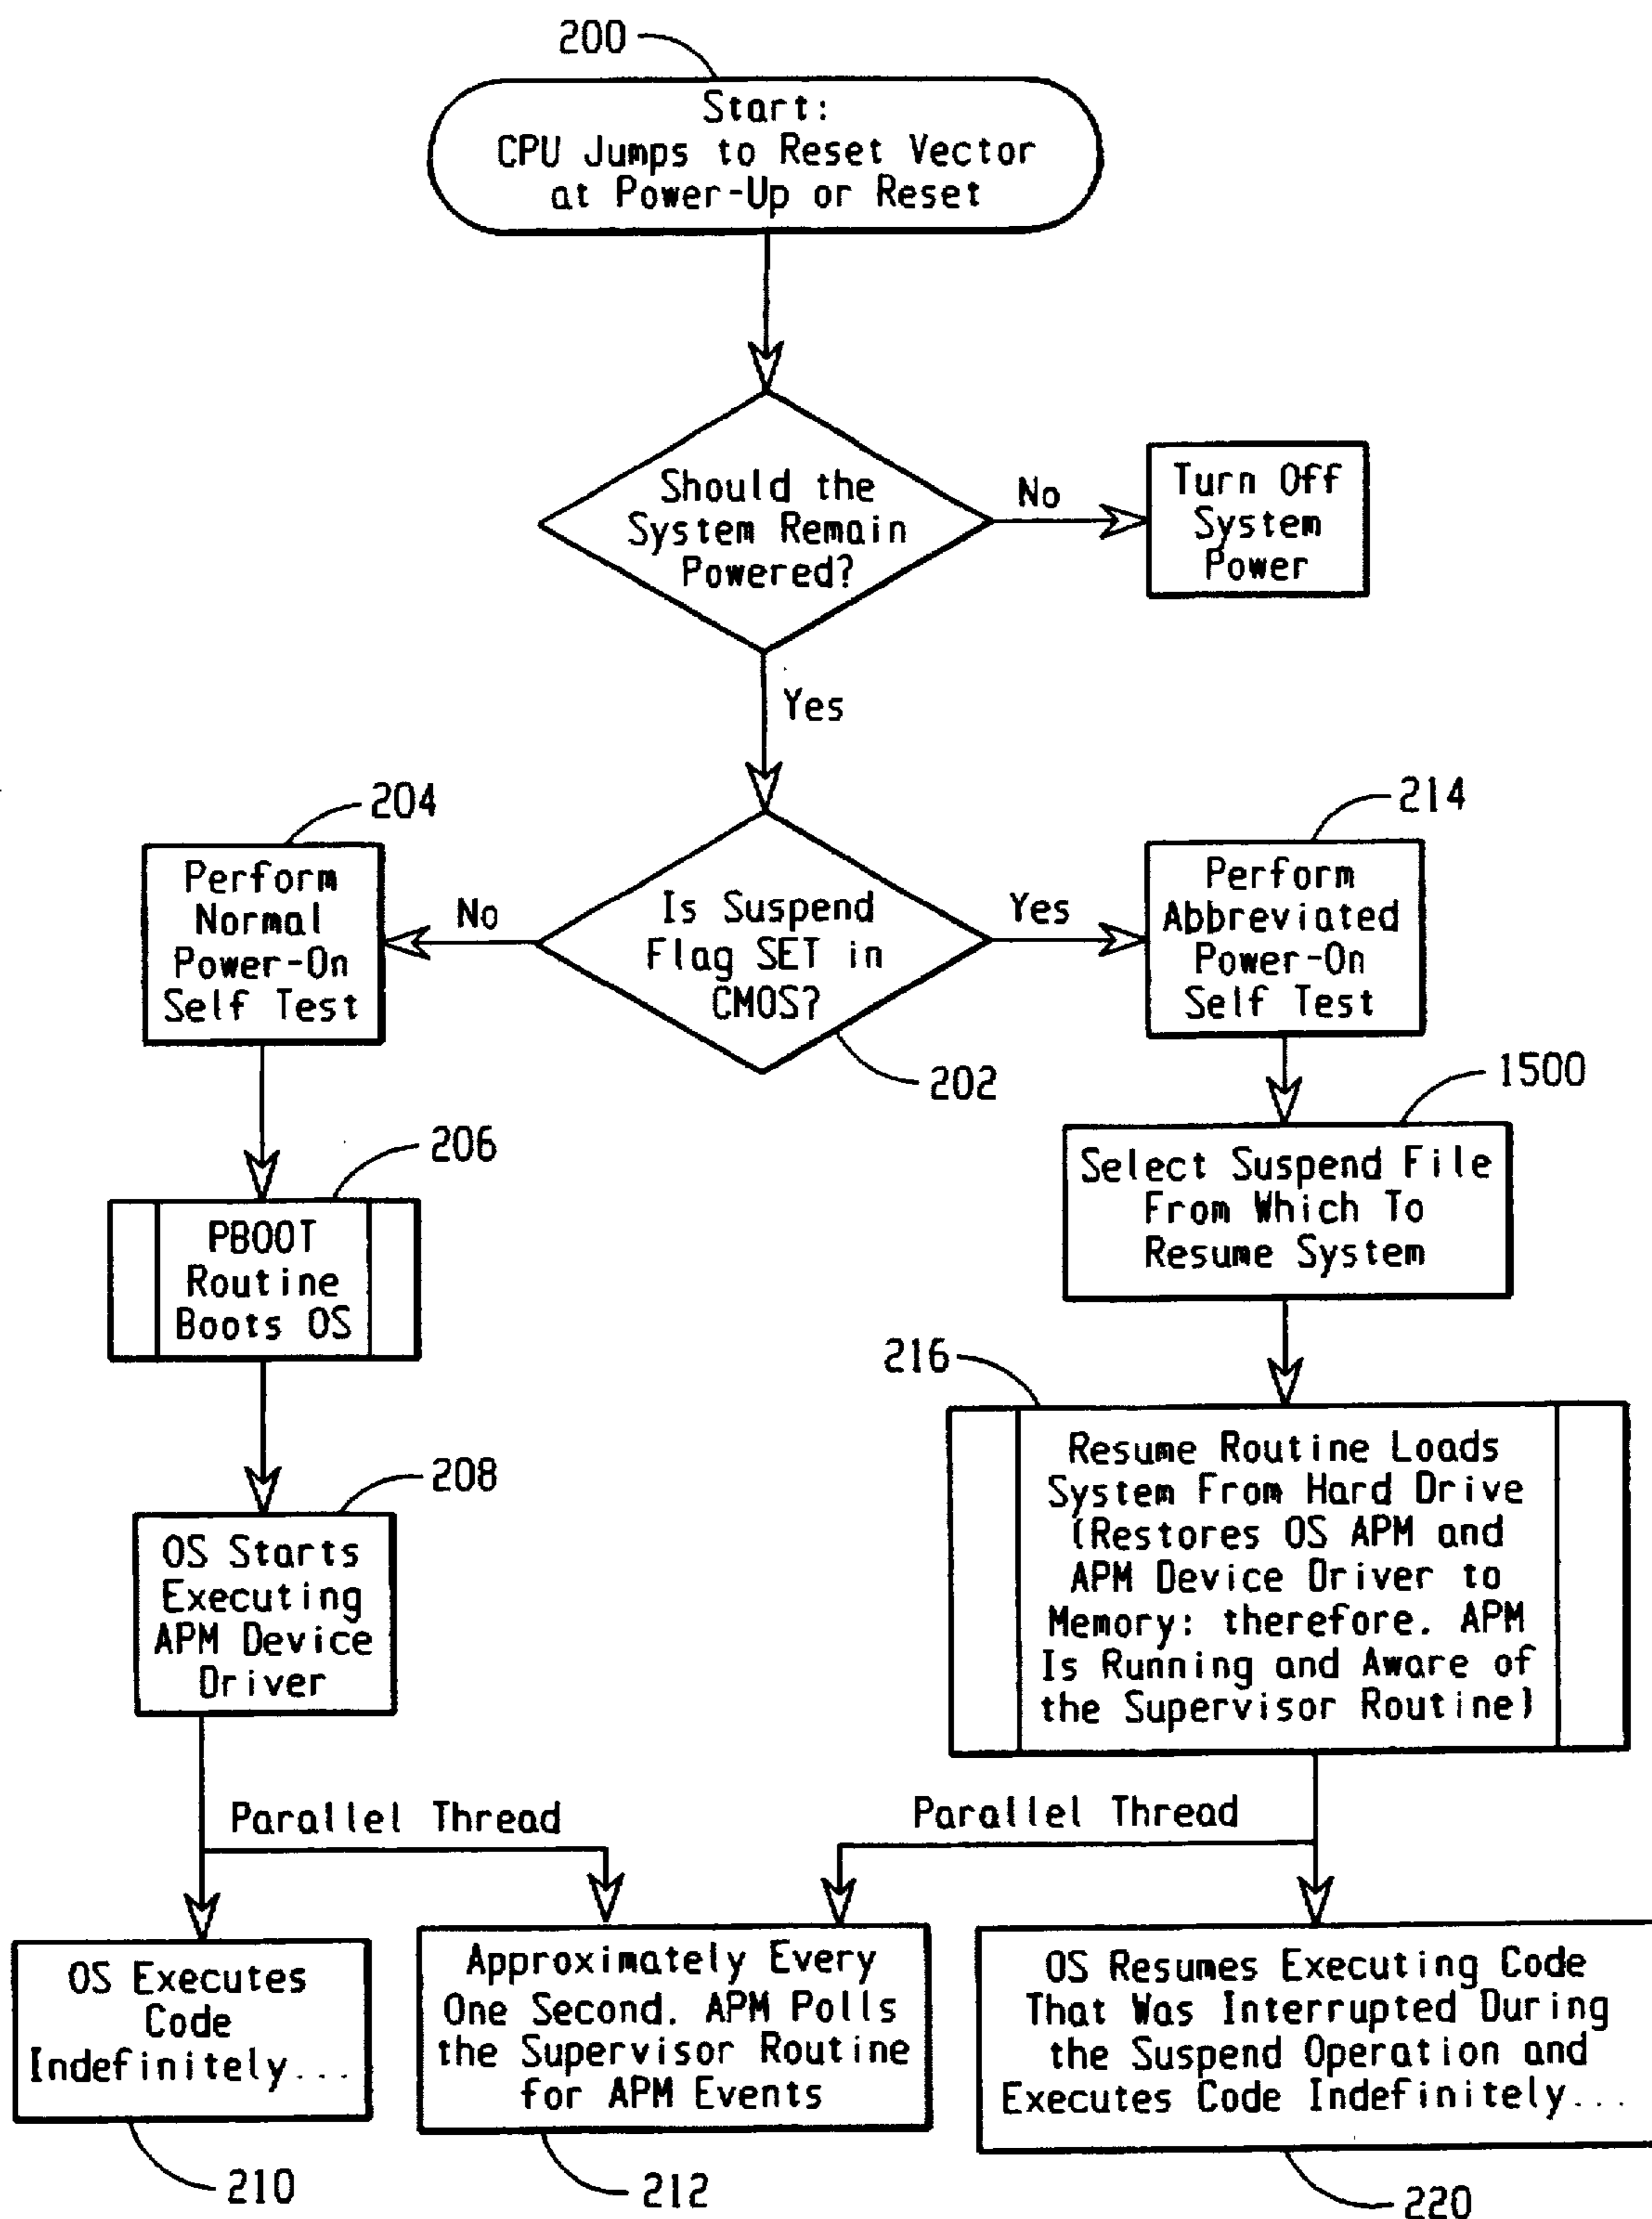 200
Start:
CPU Jumps to Reset Vector
at Power-Up or Reset
Should the
System Remain
Powered?
No
Turn Off
System
Power
Yes
204
Perform
Normal
Power-On
Self Test
No
Is Suspend
Flag SET in
CMOS?
202
Yes
214
Perform
Abbreviated
Power-On
Self Test
206
PBOOT
Routine
Boots OS
1500
Select Suspend File
From Which To
Resume System
208
OS Starts
Executing
APM Device
Driver
216
Resume Routine Loads
System From Hard Drive
(Restores OS APM and
APM Device Driver to
Memory: therefore. APM
Is Running and Aware of
the Supervisor Routine)
Parallel Thread
Parallel Thread
OS Executes
Code
Indefinitely...
210
Approximately Every
One Second. APM Polls
the Supervisor Routine
for APM Events
212
OS Resumes Executing Code
That Was Interrupted During
the Suspend Operation and
Executes Code Indefinitely...
220